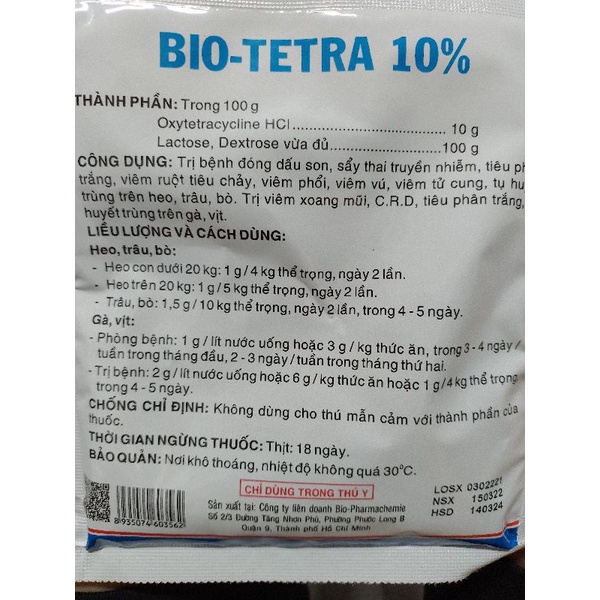 BIO-TETRA 10%
THÀNH PHẦN: Trong 100 g
Oxytetracycline HCl.............................. 10 g
Lactose, Dextrose vừa đủ....................100 g
CÔNG DỤNG: Trị bệnh đóng dấu son, sẩy thai truyền nhiễm, tiêu
trắng, viêm ruột tiêu chảy, viêm phổi, viêm vú, viêm tử cung, tụ
trùng trên heo, trâu, bò. Trị viêm xoang mũi, C.R.D, tiêu phân trắng,
huyết trùng trên gà, vịt.
LIỀU LƯỢNG VÀ CÁCH DÙNG:
Heo, trâu, bò:
- Heo con dưới 20 kg: 1 g / 4 kg thể trọng, ngày 2 lần.
- Heo trên 20 kg: 1 g / 5 kg thể trọng, ngày 2 lần.
- Trâu, bò: 1,5 g / 10 kg thể trọng, ngày 2 lần, trong 4 - 5 ngày.
Gà, vịt:
- Phòng bệnh: 1 g / lít nước uống hoặc 3 g / kg thức ăn, trong 3 - 4 ngày /
tuần trong tháng đầu, 2 - 3 ngày / tuần trong tháng thứ hai.
- Trị bệnh: 2 g / lít nước uống hoặc 6 g / kg thức ăn hoặc 1 g / 4 kg thể trọng
trong 4 - 5 ngày.
CHỐNG CHỈ ĐỊNH: Không dùng cho thú mẫn cảm với thành phần của
thuốc.
THỜI GIAN NGỪNG THUỐC: Thịt: 18 ngày.
BẢO QUẢN: Nơi khô thoáng, nhiệt độ không quá 30°C.
CHỈ DÙNG TRONG THÚ Y
Sản xuất tại: Công ty liên doanh Bio-Pharmachemie
Số 2/3 Đường Tăng Nhơn Phú, Phường Phước Long B
Quận 9, Thành phố Hồ Chí Minh
LOSX 0302221
NSX 150322
HSD 140324
8 935074 603562